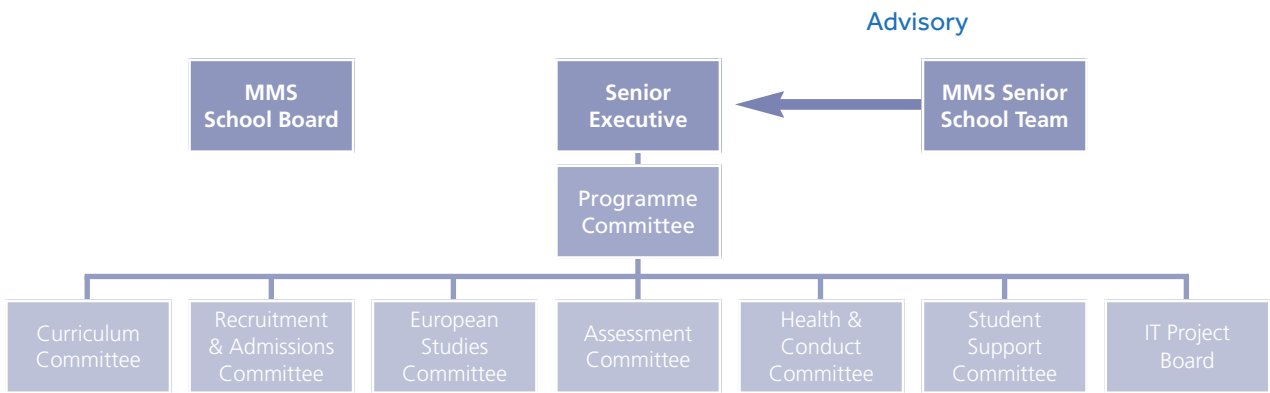 Advisory
MMS
School Board
Senior
Executive
MMS Senior
School Team
Programme
Committee
Curriculum
Committee
Recruitment
& Admissions
Committee
European
Studies
Committee
Assessment
Committee
Health &
Conduct
Committee
Student
Support
Committee
IT Project
Board